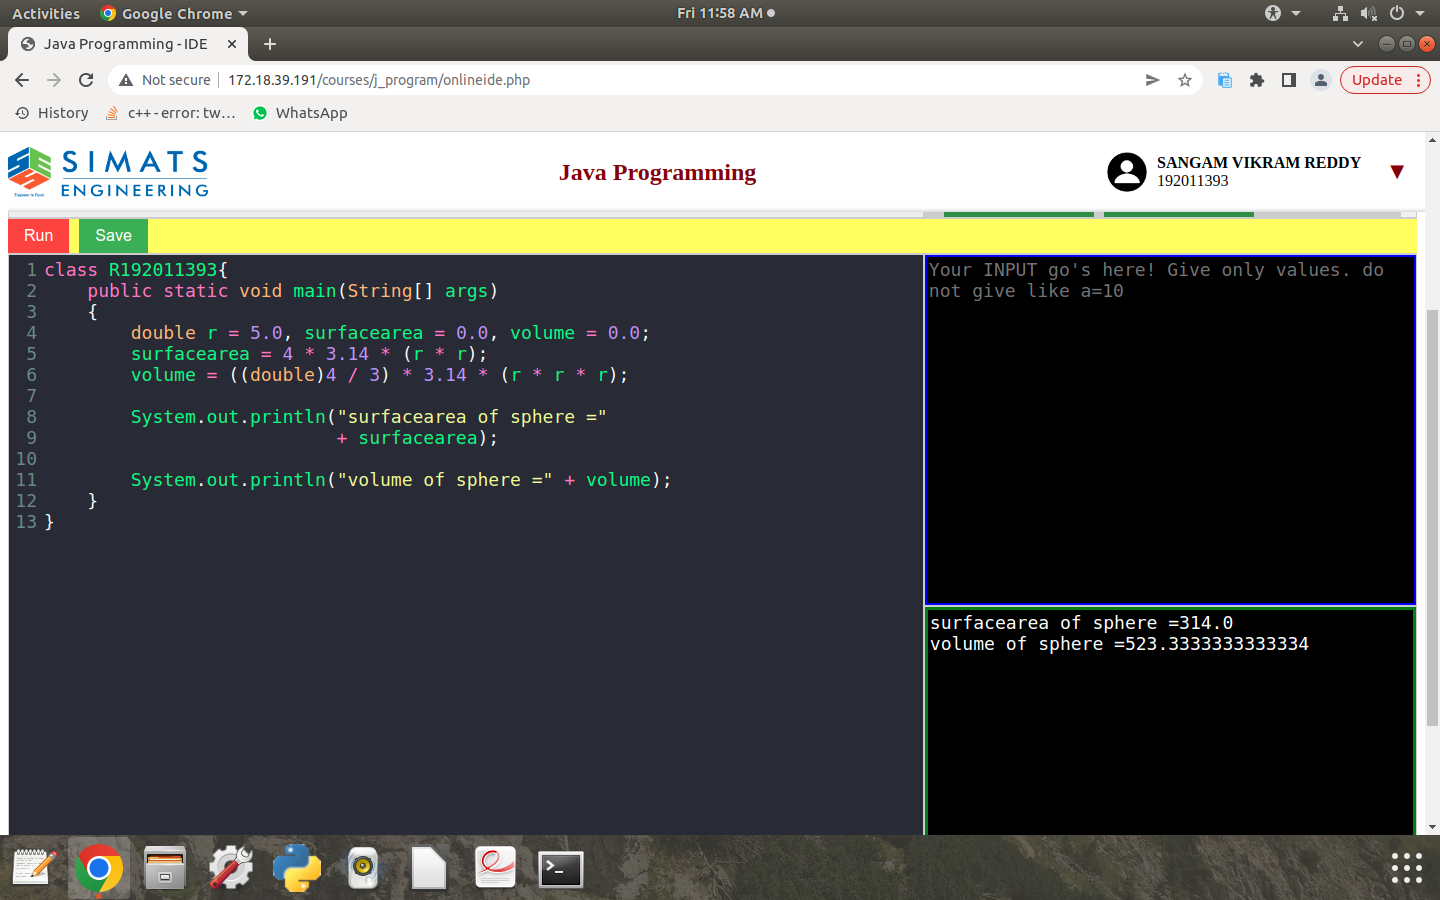 Activities Google Chrome Fri 11:58 AM
Java Programming - IDE
Not secure 172.18.39.191/courses/j_program/onlineide.php Update
History c++ - error: tw… WhatsApp
SIMATS
ENGINEERING
Java Programming
SANGAM VIKRAM REDDY
192011393
Run Save
1 class R192011393{
2 public static void main(String[] args)
3 {
4 double r = 5.0, surfacearea = 0.0, volume = 0.0;
5 surfacearea = 4 * 3.14 * (r * r);
6 volume = ((double)4 / 3) * 3.14 * (r * r * r);
7
8 System.out.println("surfacearea of sphere ="
9 + surfacearea);
10
11 System.out.println("volume of sphere =" + volume);
12 }
13 }
Your INPUT go's here! Give only values. do
not give like a=10
surfacearea of sphere =314.0
volume of sphere =523.3333333333334